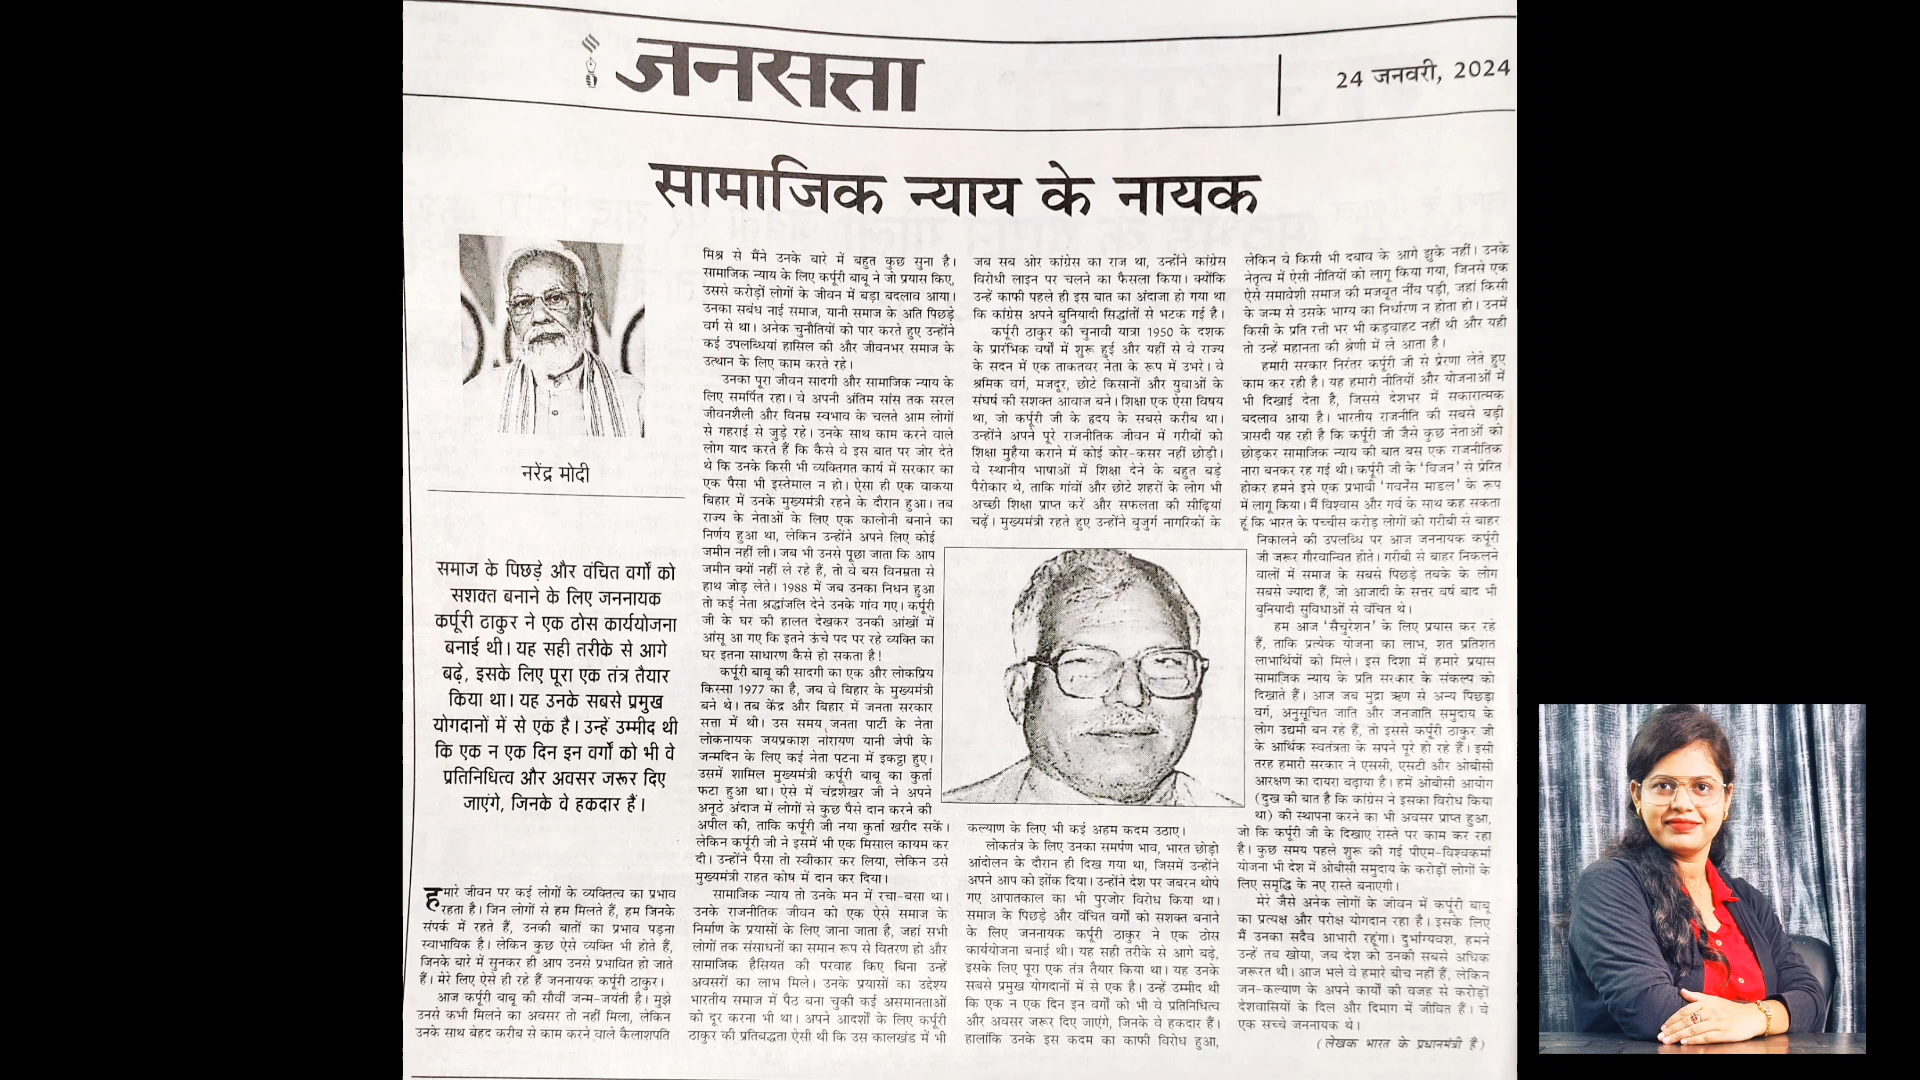 जनसत्ता
24 जनवरी, 2024
सामाजिक न्याय के नायक
नरेंद्र मोदी
समाज के पिछड़े और वंचित वर्गों को
सशक्त बनाने के लिए जननायक
कर्पूरी ठाकुर ने एक ठोस कार्ययोजना
बनाई थी। यह सही तरीके से आगे
बढ़े, इसके लिए पूरा एक तंत्र तैयार
किया था। यह उनके सबसे प्रमुख
योगदानों में से एक है। उन्हें उम्मीद थी
कि एक न एक दिन इन वर्गों को भी वे
प्रतिनिधित्व और अवसर जरूर दिए
जाएंगे, जिनके वे हकदार हैं।
हमारे जीवन पर कई लोगों के व्यक्तित्व का प्रभाव
रहता है। जिन लोगों से हम मिलते हैं, हम जिनके
संपर्क में रहते हैं, उनकी बातों का प्रभाव पड़ना
स्वाभाविक है। लेकिन कुछ ऐसे व्यक्ति भी होते हैं,
जिनके बारे में सुनकर ही आप उनसे प्रभावित हो जाते
हैं। मेरे लिए ऐसे ही रहे हैं जननायक कर्पूरी ठाकुर।
आज कर्पूरी बाबू की सौवीं जन्म-जयंती है। मुझे
उनसे कभी मिलने का अवसर तो नहीं मिला, लेकिन
उनके साथ बेहद करीब से काम करने वाले कैलाशपति
मिश्र से मैंने उनके बारे में बहुत कुछ सुना है।
सामाजिक न्याय के लिए कर्पूरी बाबू ने जो प्रयास किए,
उससे करोड़ों लोगों के जीवन में बड़ा बदलाव आया।
उनका संबंध नाई समाज, यानी समाज के अति पिछड़े
वर्ग से था। अनेक चुनौतियों को पार करते हुए उन्होंने
कई उपलब्धियां हासिल की और जीवनभर समाज के
उत्थान के लिए काम करते रहे।
उनका पूरा जीवन सादगी और सामाजिक न्याय के
लिए समर्पित रहा। वे अपनी अंतिम सांस तक सरल
जीवनशैली और विनम्र स्वभाव के चलते आम लोगों
से गहराई से जुड़े रहे। उनके साथ काम करने वाले
लोग याद करते हैं कि कैसे वे इस बात पर जोर देते
थे कि उनके किसी भी व्यक्तिगत कार्य में सरकार का
एक पैसा भी इस्तेमाल न हो। ऐसा ही एक वाकया
बिहार में उनके मुख्यमंत्री रहने के दौरान हुआ। तब
राज्य के नेताओं के लिए एक कालोनी बनाने का
निर्णय हुआ था, लेकिन उन्होंने अपने लिए कोई
जमीन नहीं ली। जब भी उनसे पूछा जाता कि आप
जमीन क्यों नहीं ले रहे हैं, तो वे बस विनम्रता से
हाथ जोड़ लेते। 1988 में जब उनका निधन हुआ
तो कई नेता श्रद्धांजलि देने उनके गांव गए। कर्पूरी
जी के घर की हालत देखकर उनकी आंखों में
आंसू आ गए कि इतने ऊंचे पद पर रहे व्यक्ति का
घर इतना साधारण कैसे हो सकता है!
कर्पूरी बाबू की सादगी का एक और लोकप्रिय
किस्सा 1977 का है, जब वे बिहार के मुख्यमंत्री
बने थे। तब केंद्र और बिहार में जनता सरकार
सत्ता में थी। उस समय जनता पार्टी के नेता
लोकनायक जयप्रकाश नारायण यानी जेपी के
जन्मदिन के लिए कई नेता पटना में इकट्ठा हुए।
उसमें शामिल मुख्यमंत्री कर्पूरी बाबू का कुर्ता
फटा हुआ था। ऐसे में चंद्रशेखर जी ने अपने
अनूठे अंदाज में लोगों से कुछ पैसे दान करने की
अपील की, ताकि कर्पूरी जी नया कुर्ता खरीद सकें।
लेकिन कर्पूरी जी ने इसमें भी एक मिसाल कायम कर
दी। उन्होंने पैसा तो स्वीकार कर लिया, लेकिन उसे
मुख्यमंत्री राहत कोष में दान कर दिया।
सामाजिक न्याय तो उनके मन में रचा-बसा था।
उनके राजनीतिक जीवन को एक ऐसे समाज के
निर्माण के प्रयासों के लिए जाना जाता है, जहां सभी
लोगों तक संसाधनों का समान रूप से वितरण हो और
सामाजिक हैसियत की परवाह किए बिना उन्हें
अवसरों का लाभ मिले। उनके प्रयासों का उद्देश्य
भारतीय समाज में पैठ बना चुकी कई असमानताओं
को दूर करना भी था। अपने आदर्शों के लिए कर्पूरी
ठाकुर की प्रतिबद्धता ऐसी थी कि उस कालखंड में भी
जब सब ओर कांग्रेस का राज था, उन्होंने कांग्रेस
विरोधी लाइन पर चलने का फैसला किया। क्योंकि
उन्हें काफी पहले ही इस बात का अंदाजा हो गया था
कि कांग्रेस अपने बुनियादी सिद्धांतों से भटक गई है।
कर्पूरी ठाकुर की चुनावी यात्रा 1950 के दशक
के प्रारंभिक वर्षों में शुरू हुई और यहीं से वे राज्य
के सदन में एक ताकतवर नेता के रूप में उभरे। वे
श्रमिक वर्ग, मजदूर, छोटे किसानों और युवाओं के
संघर्ष की सशक्त आवाज बने। शिक्षा एक ऐसा विषय
था, जो कर्पूरी जी के हृदय के सबसे करीब था।
उन्होंने अपने पूरे राजनीतिक जीवन में गरीबों को
शिक्षा मुहैया कराने में कोई कोर-कसर नहीं छोड़ी।
वे स्थानीय भाषाओं में शिक्षा देने के बहुत बड़े
पैरोकार थे, ताकि गांवों और छोटे शहरों के लोग भी
अच्छी शिक्षा प्राप्त करें और सफलता की सीढ़ियां
चढ़ें। मुख्यमंत्री रहते हुए उन्होंने बुजुर्ग नागरिकों के
कल्याण के लिए भी कई अहम कदम उठाए।
लोकतंत्र के लिए उनका समर्पण भाव, भारत छोड़ो
आंदोलन के दौरान ही दिख गया था, जिसमें उन्होंने
अपने आप को झोंक दिया। उन्होंने देश पर जबरन थोपे
गए आपातकाल का भी पुरजोर विरोध किया था।
समाज के पिछड़े और वंचित वर्गों को सशक्त बनाने
के लिए जननायक कर्पूरी ठाकुर ने एक ठोस
कार्ययोजना बनाई थी। यह सही तरीके से आगे बढ़े,
इसके लिए पूरा एक तंत्र तैयार किया था। यह उनके
सबसे प्रमुख योगदानों में से एक है। उन्हें उम्मीद थी
कि एक न एक दिन इन वर्गों को भी वे प्रतिनिधित्व
और अवसर जरूर दिए जाएंगे, जिनके वे हकदार हैं।
हालांकि उनके इस कदम का काफी विरोध हुआ,
लेकिन वे किसी भी दबाव के आगे झुके नहीं। उनके
नेतृत्व में ऐसी नीतियों को लागू किया गया, जिनसे एक
ऐसे समावेशी समाज की मजबूत नींव पड़ी, जहां किसी
के जन्म से उसके भाग्य का निर्धारण न होता हो। उनमें
किसी के प्रति रत्ती भर भी कड़वाहट नहीं थी और यही
तो उन्हें महानता की श्रेणी में ले आता है।
हमारी सरकार निरंतर कर्पूरी जी से प्रेरणा लेते हुए
काम कर रही है। यह हमारी नीतियों और योजनाओं में
भी दिखाई देता है, जिससे देशभर में सकारात्मक
बदलाव आया है। भारतीय राजनीति की सबसे बड़ी
त्रासदी यह रही है कि कर्पूरी जी जैसे कुछ नेताओं को
छोड़कर सामाजिक न्याय की बात बस एक राजनीतिक
नारा बनकर रह गई थी। कर्पूरी जी के 'विजन' से प्रेरित
होकर हमने इसे एक प्रभावी 'गवर्नेंस माडल' के रूप
में लागू किया। मैं विश्वास और गर्व के साथ कह सकता
हूं कि भारत के पच्चीस करोड़ लोगों को गरीबी से बाहर
निकालने की उपलब्धि पर आज जननायक कर्पूरी
जी जरूर गौरवान्वित होते। गरीबी से बाहर निकलने
वालों में समाज के सबसे पिछड़े तबके के लोग
सबसे ज्यादा हैं, जो आजादी के सत्तर वर्ष बाद भी
बुनियादी सुविधाओं से वंचित थे।
हम आज 'सैचुरेशन' के लिए प्रयास कर रहे
हैं, ताकि प्रत्येक योजना का लाभ, शत प्रतिशत
लाभार्थियों को मिले। इस दिशा में हमारे प्रयास
सामाजिक न्याय के प्रति सरकार के संकल्प को
दिखाते हैं। आज जब मुद्रा ऋण से अन्य पिछड़ा
वर्ग, अनुसूचित जाति और जनजाति समुदाय के
लोग उद्यमी बन रहे हैं, तो इससे कर्पूरी ठाकुर जी
के आर्थिक स्वतंत्रता के सपने पूरे हो रहे हैं। इसी
तरह हमारी सरकार ने एससी, एसटी और ओबीसी
आरक्षण का दायरा बढ़ाया है। हमें ओबीसी आयोग
(दुख की बात है कि कांग्रेस ने इसका विरोध किया
था) की स्थापना करने का भी अवसर प्राप्त हुआ,
जो कि कर्पूरी जी के दिखाए रास्ते पर काम कर रहा
है। कुछ समय पहले शुरू की गई पीएम-विश्वकर्मा
योजना भी देश में ओबीसी समुदाय के करोड़ों लोगों के
लिए समृद्धि के नए रास्ते बनाएगी।
मेरे जैसे अनेक लोगों के जीवन में कर्पूरी बाबू
का प्रत्यक्ष और परोक्ष योगदान रहा है। इसके लिए
मैं उनका सदैव आभारी रहूंगा। दुर्भाग्यवश, हमने
उन्हें तब खोया, जब देश को उनकी सबसे अधिक
जरूरत थी। आज भले वे हमारे बीच नहीं हैं, लेकिन
जन-कल्याण के अपने कार्यों की वजह से करोड़ों
देशवासियों के दिल और दिमाग में जीवित हैं। वे
एक सच्चे जननायक थे।
(लेखक भारत के प्रधानमंत्री हैं)